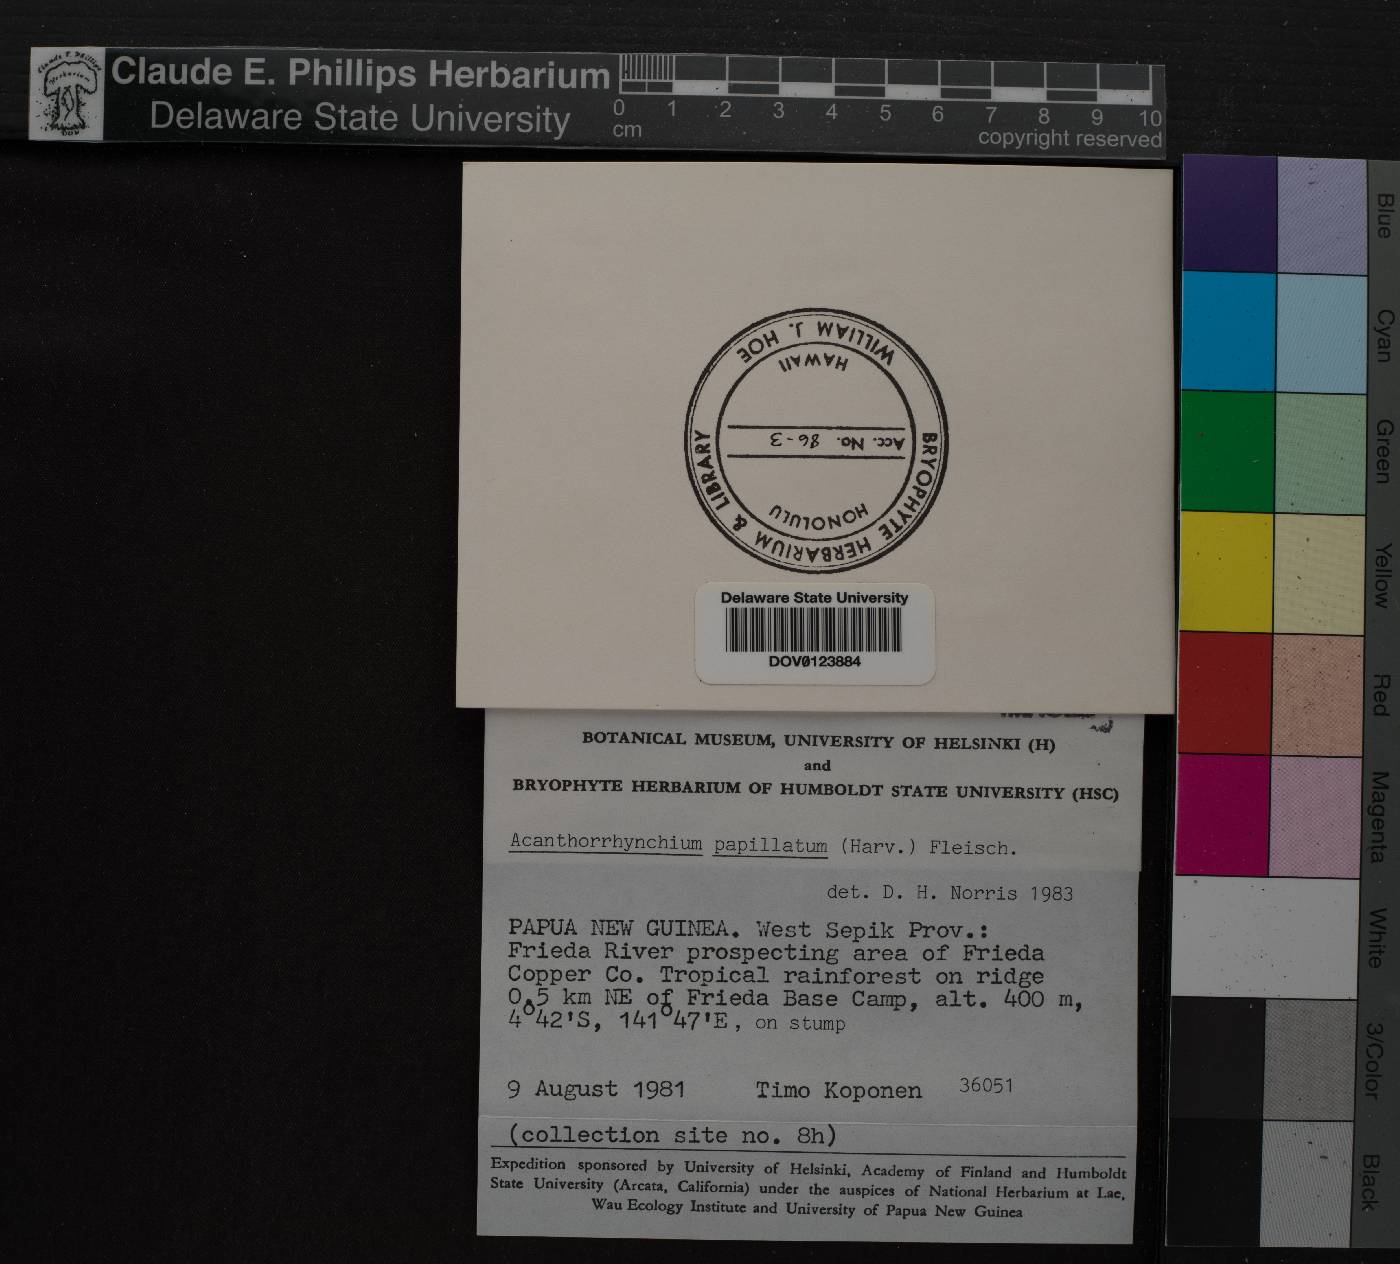 Claude E. Phillips Herbarium
Delaware State University
0 1 2 3 4 5 6 7 8 9 10
cm
copyright reserved
WILLIAM J. HOE
BRYOPHYTE HERBARIUM & LIBRARY
HAWAII
Acc. No. 86-3
HONOLULU
Delaware State University
DOV0123884
BOTANICAL MUSEUM, UNIVERSITY OF HELSINKI (H)
and
BRYOPHYTE HERBARIUM OF HUMBOLDT STATE UNIVERSITY (HSC)
Acanthorrhynchium papillatum (Harv.) Fleisch.
det. D. H. Norris 1983
PAPUA NEW GUINEA. West Sepik Prov.:
Frieda River prospecting area of Frieda
Copper Co. Tropical rainforest on ridge
0.5 km NE of Frieda Base Camp, alt. 400 m,
4°42'S, 141°47'E, on stump
9 August 1981 Timo Koponen 36051
(collection site no. 8h)
Expedition sponsored by University of Helsinki, Academy of Finland and Humboldt
State University (Arcata, California) under the auspices of National Herbarium at Lae,
Wau Ecology Institute and University of Papua New Guinea
Blue
Cyan
Green
Yellow
Red
Magenta
White
3/Color
Black